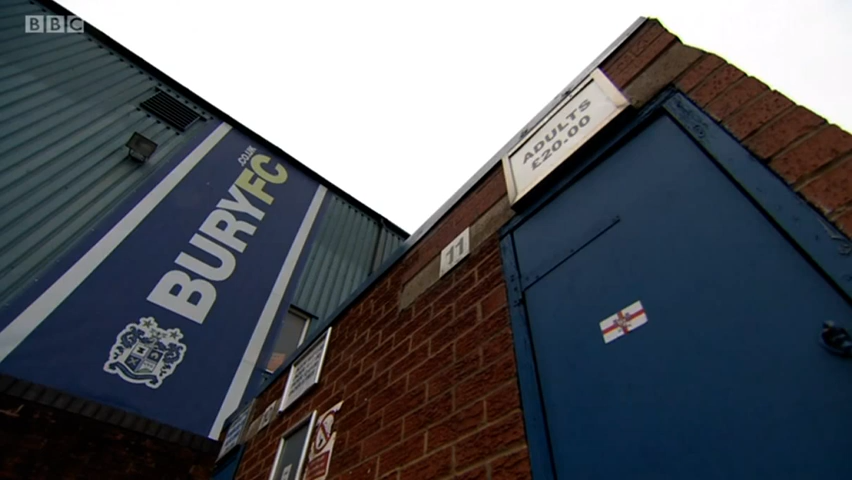 BBC
BURYFC
.CO.UK
ADULTS
£20.00
11